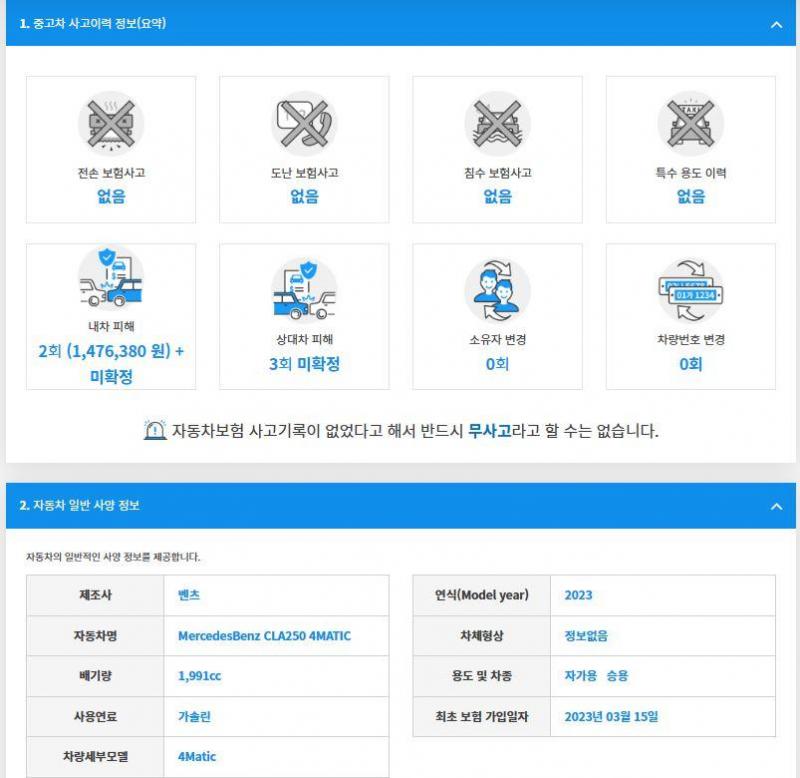 1. 중고차 사고이력 정보(요약)
전손 보험사고
없음
도난 보험사고
없음
침수 보험사고
없음
TAXI
특수 용도 이력
없음
내차 피해
2회 (1,476,380 원) +
미확정
상대차 피해
3회 미확정
소유자 변경
0회
01가 1234
차량번호 변경
0회
자동차보험 사고기록이 없었다고 해서 반드시 무사고라고 할 수는 없습니다.
2. 자동차 일반 사양 정보
자동차의 일반적인 사양 정보를 제공합니다.
제조사 벤츠
자동차명 MercedesBenz CLA250 4MATIC
배기량 1,991cc
사용연료 가솔린
차량세부모델 4Matic
연식(Model year) 2023
차체형상 정보없음
용도 및 차종 자가용 승용
최초 보험 가입일자 2023년 03월 15일